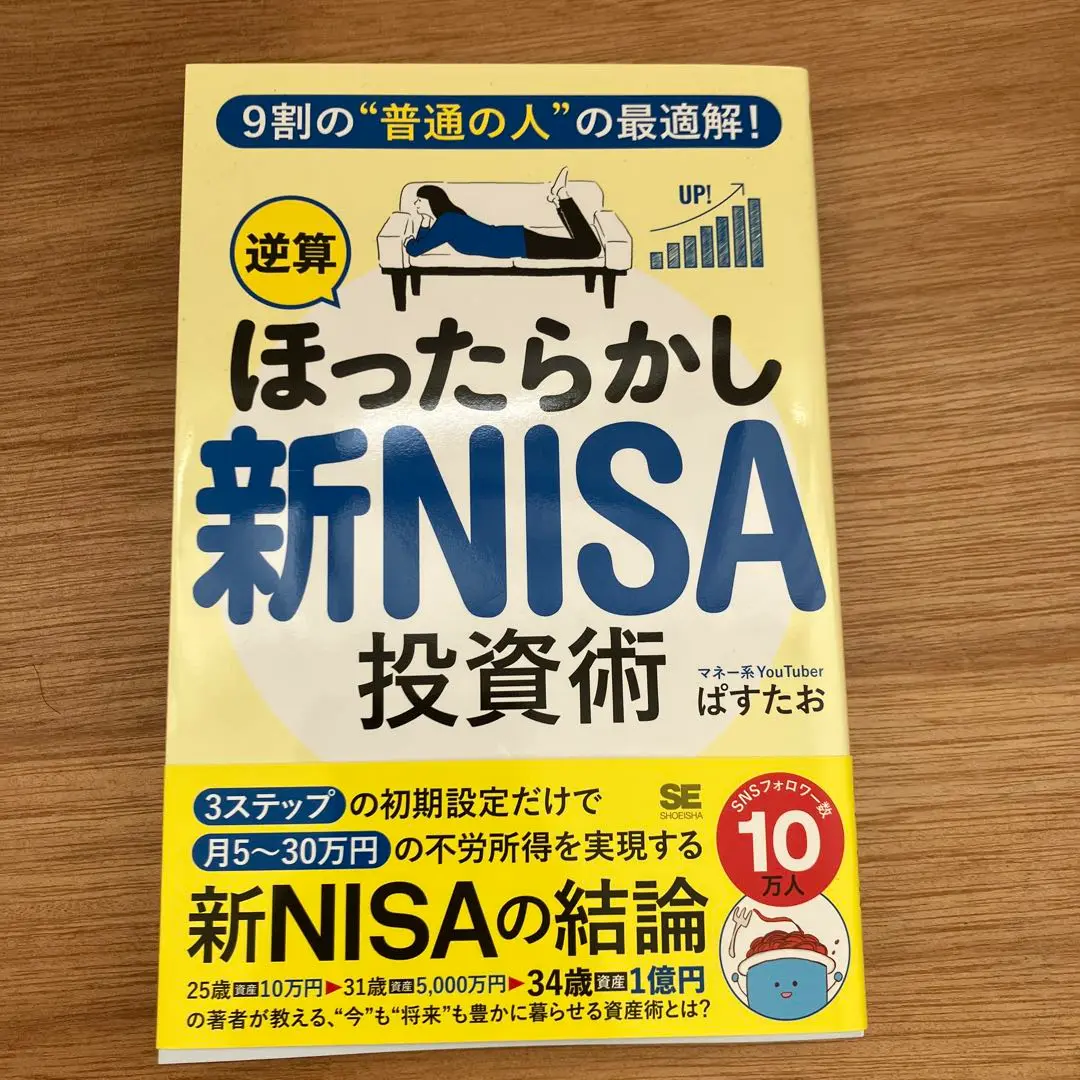 9割の“普通の人”の最適解!
UP!
逆算
ほったらかし
新NISA
投資術
マネー系YouTuber
ぱすたお
3ステップの初期設定だけで
月5～30万円の不労所得を実現する
新NISAの結論
25歳資産10万円▶31歳資産5,000万円▶34歳資産1億円
の著者が教える、“今”も“将来”も豊かに暮らせる資産術とは?
SE
SHOEISHA
SNSフォロワー数
10
万人